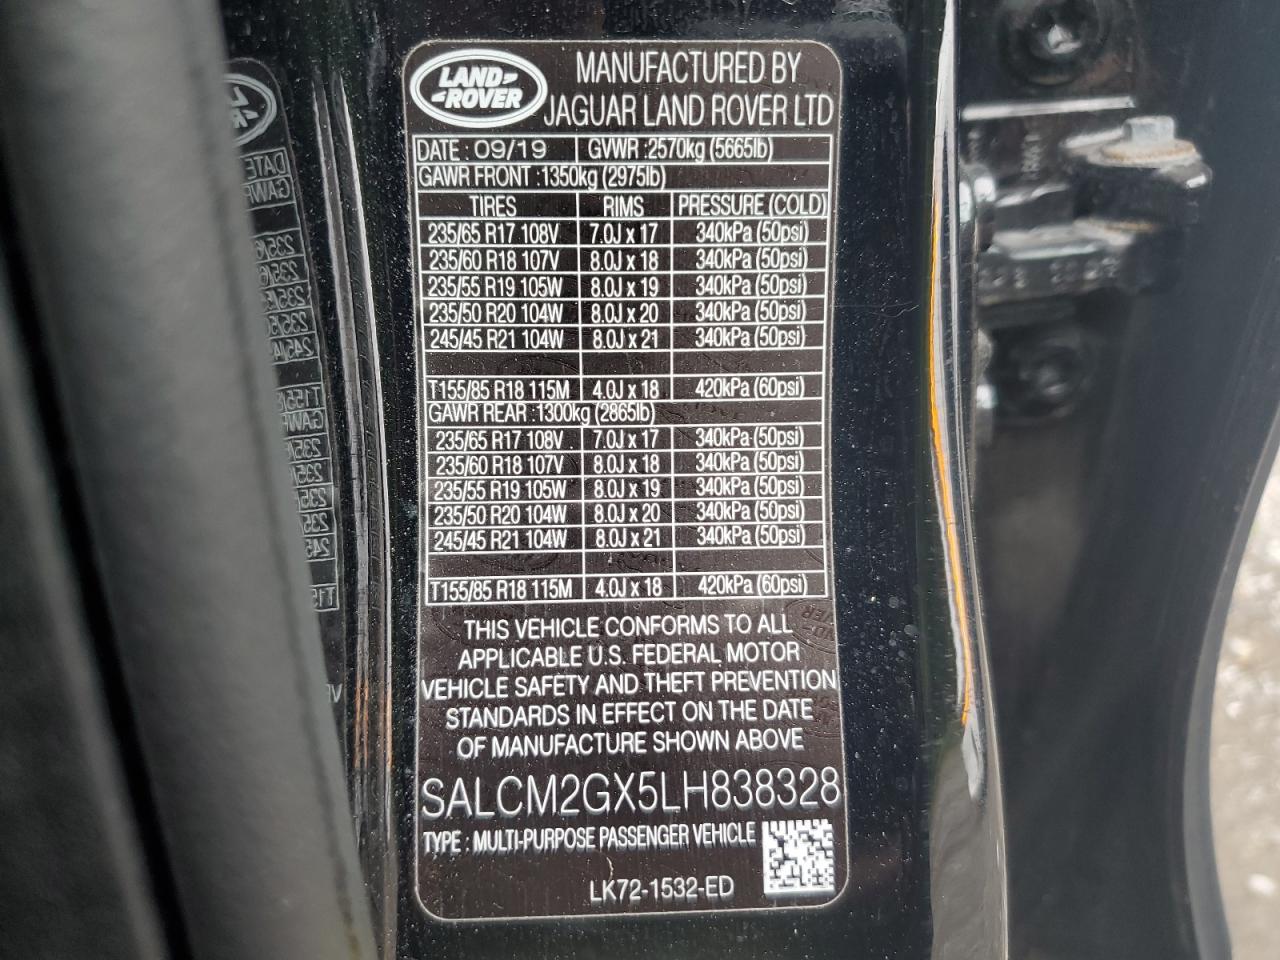 LAND-
-ROVER
MANUFACTURED BY
JAGUAR LAND ROVER LTD
DATE : 09/19 GVWR :2570kg (5665lb)
GAWR FRONT :1350kg (2975lb)
TIRES RIMS PRESSURE (COLD)
235/65 R17 108V 7.0J x 17 340kPa (50psi)
235/60 R18 107V 8.0J x 18 340kPa (50psi)
235/55 R19 105W 8.0J x 19 340kPa (50psi)
235/50 R20 104W 8.0J x 20 340kPa (50psi)
245/45 R21 104W 8.0J x 21 340kPa (50psi)
T155/85 R18 115M 4.0J x 18 420kPa (60psi)
GAWR REAR :1300kg (2865lb)
235/65 R17 108V 7.0J x 17 340kPa (50psi)
235/60 R18 107V 8.0J x 18 340kPa (50psi)
235/55 R19 105W 8.0J x 19 340kPa (50psi)
235/50 R20 104W 8.0J x 20 340kPa (50psi)
245/45 R21 104W 8.0J x 21 340kPa (50psi)
T155/85 R18 115M 4.0J x 18 420kPa (60psi)
THIS VEHICLE CONFORMS TO ALL
APPLICABLE U.S. FEDERAL MOTOR
VEHICLE SAFETY AND THEFT PREVENTION
STANDARDS IN EFFECT ON THE DATE
OF MANUFACTURE SHOWN ABOVE
SALCM2GX5LH838328
TYPE : MULTI-PURPOSE PASSENGER VEHICLE
LK72-1532-ED